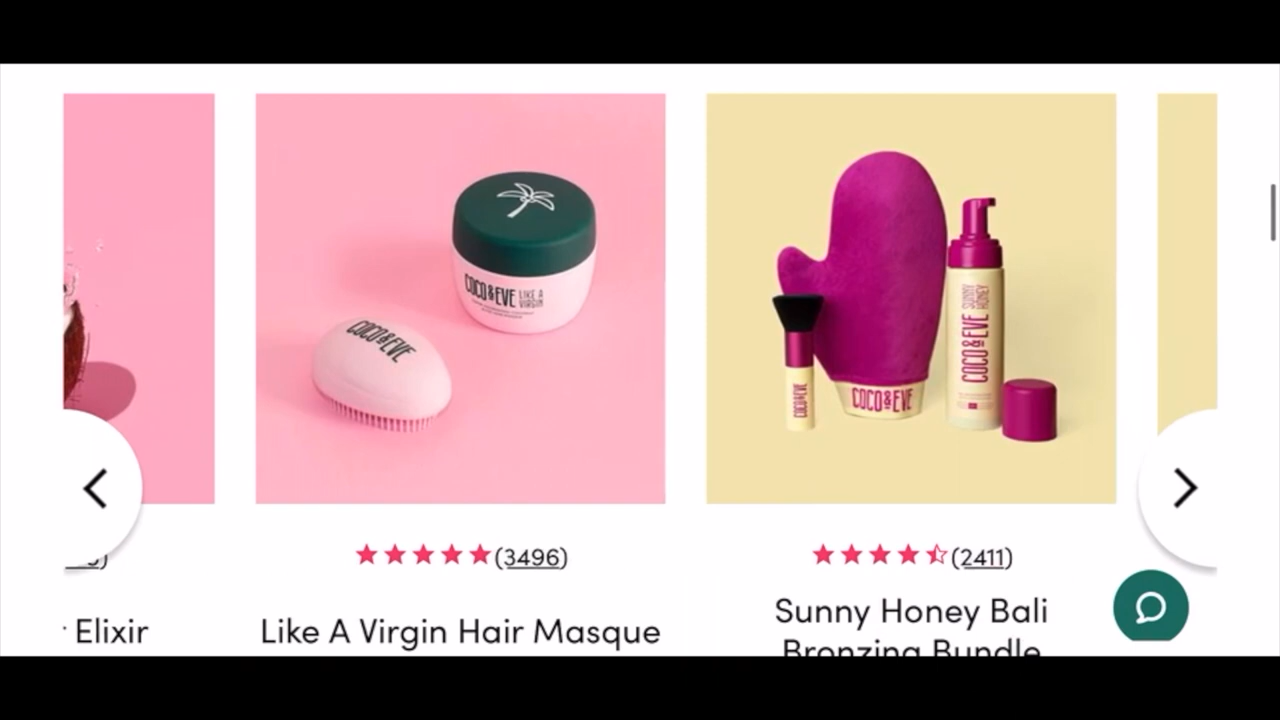 COCO&EVE LIKE A
VIRGIN
COCO&EVE
COCO&EVE
COCO&EVE
COCO&EVE SUNNY
HONEY
(3496)
(2411)
Elixir
Like A Virgin Hair Masque
Sunny Honey Bali
Bronzing Bundle